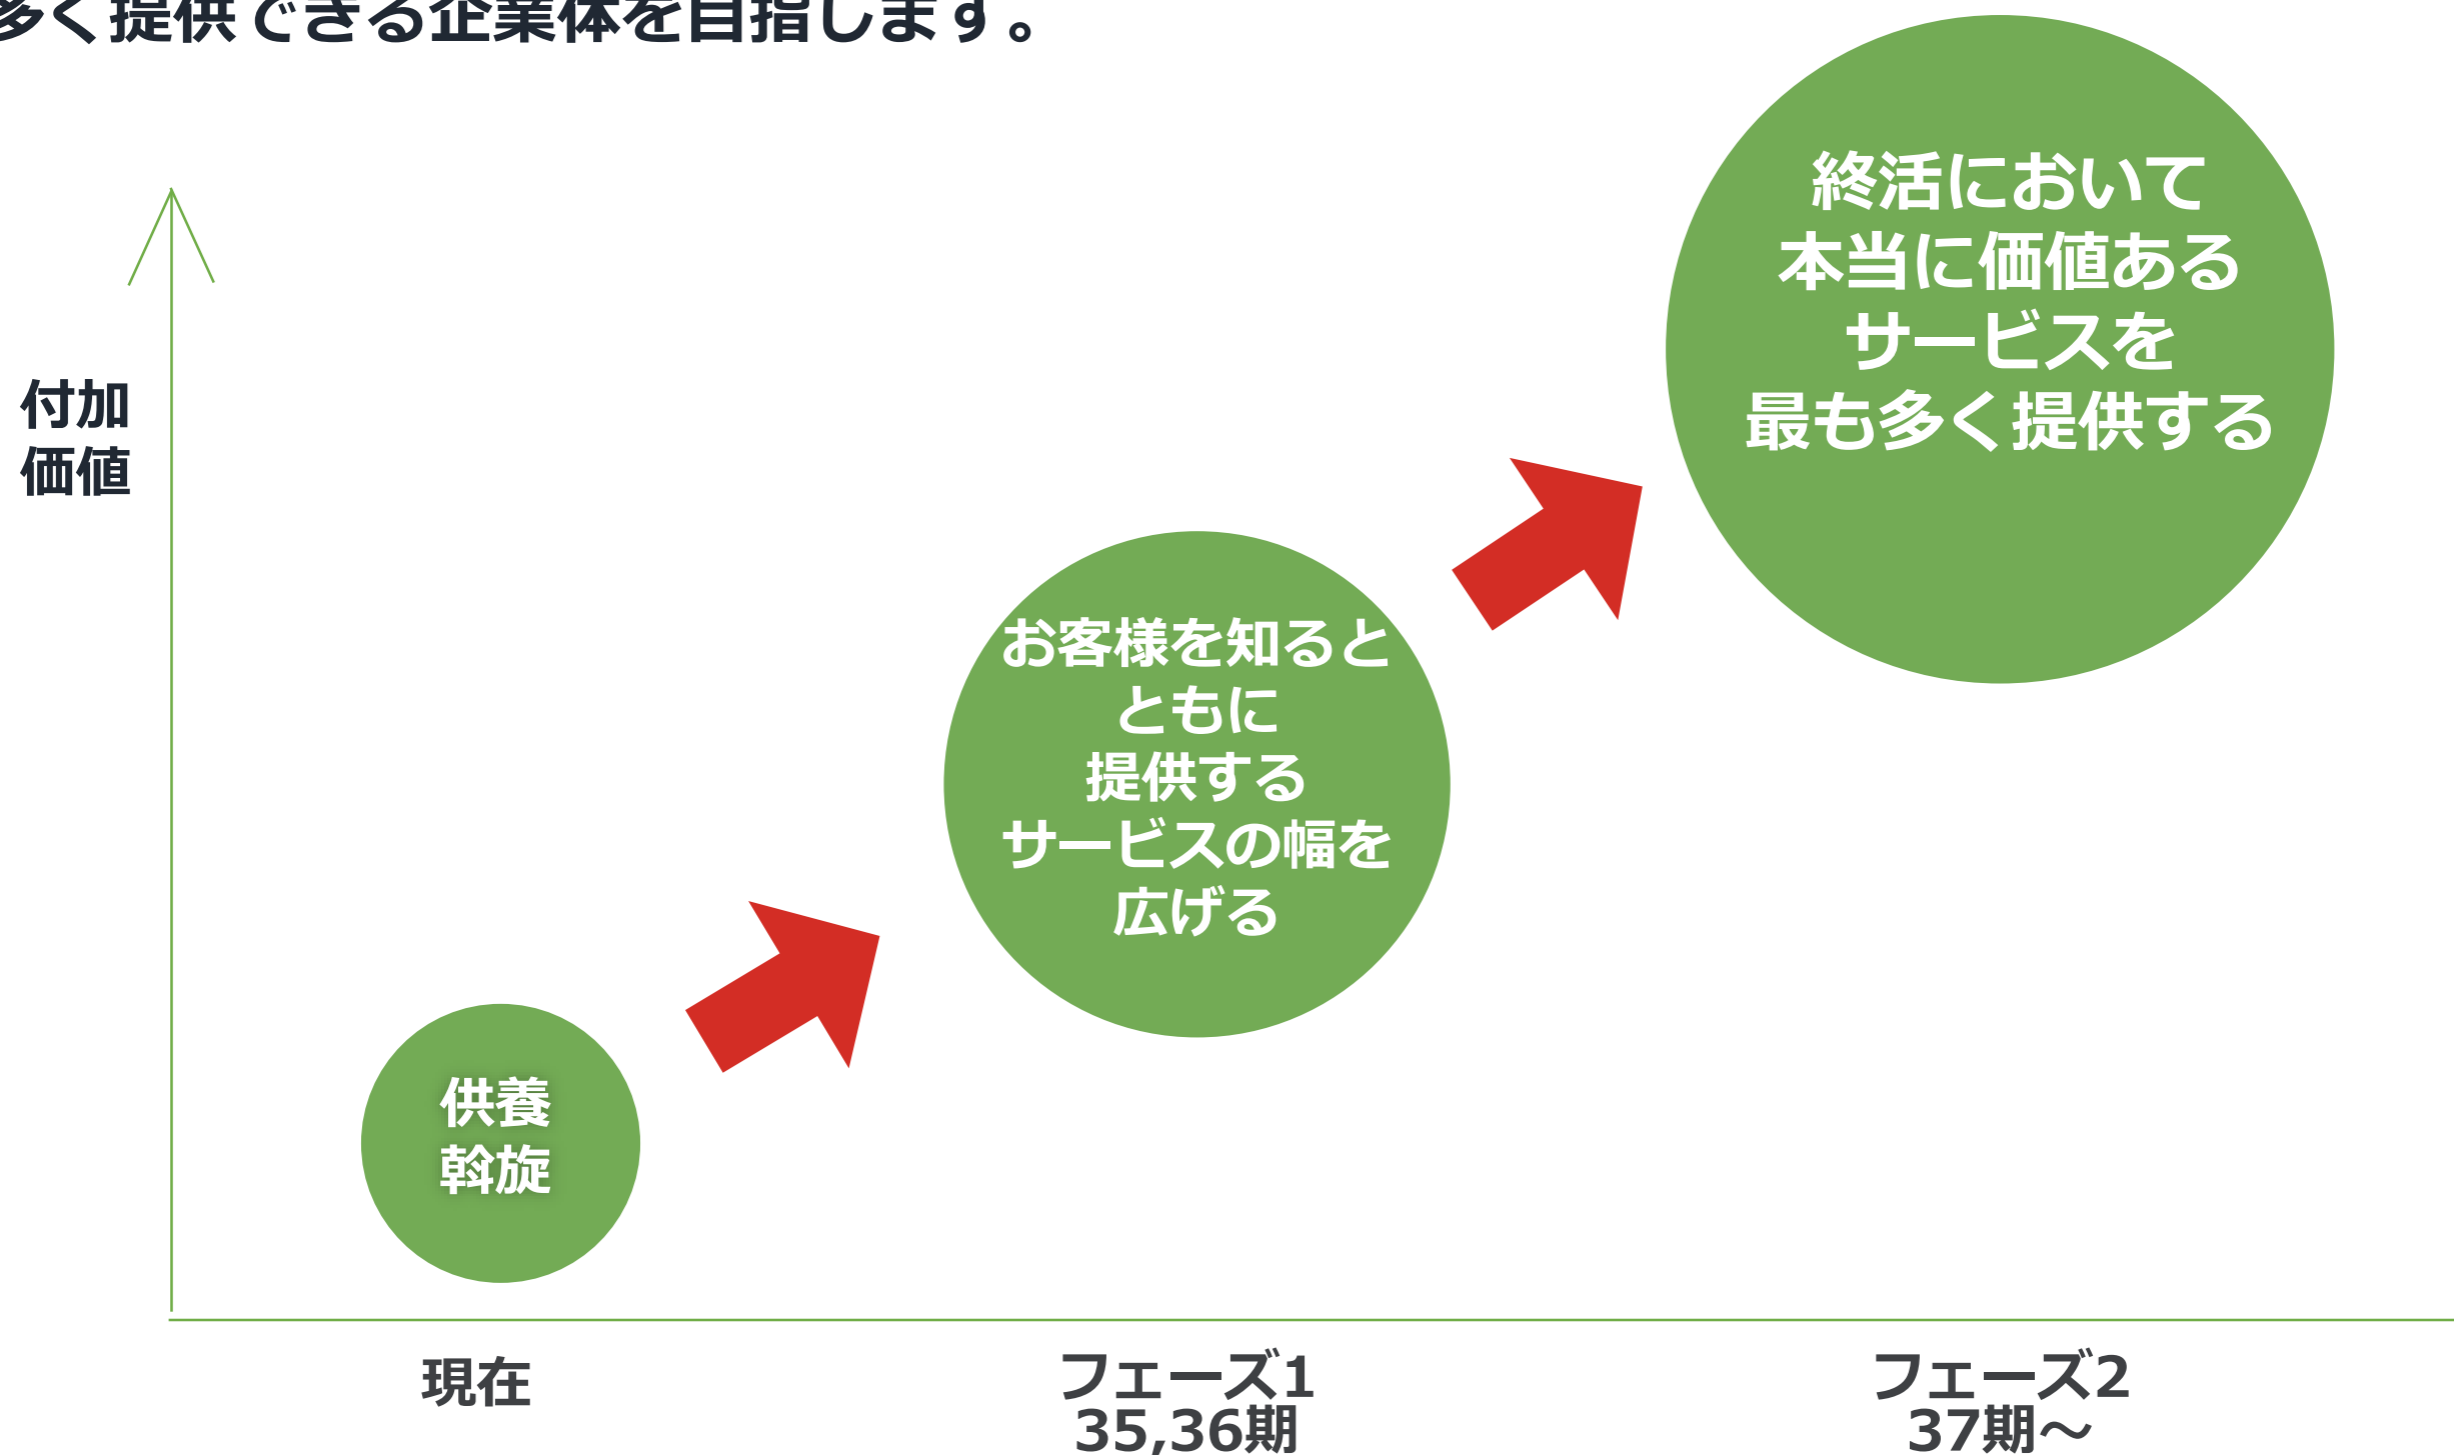 多く提供できる企業体を目指します。
終活において
本当に価値ある
サービスを
最も多く提供する
付加
価値
お客様を知ると
ともに
提供する
サービスの幅を
広げる
供養
斡旋
現在
フェーズ1
35,36期
フェーズ2
37期～